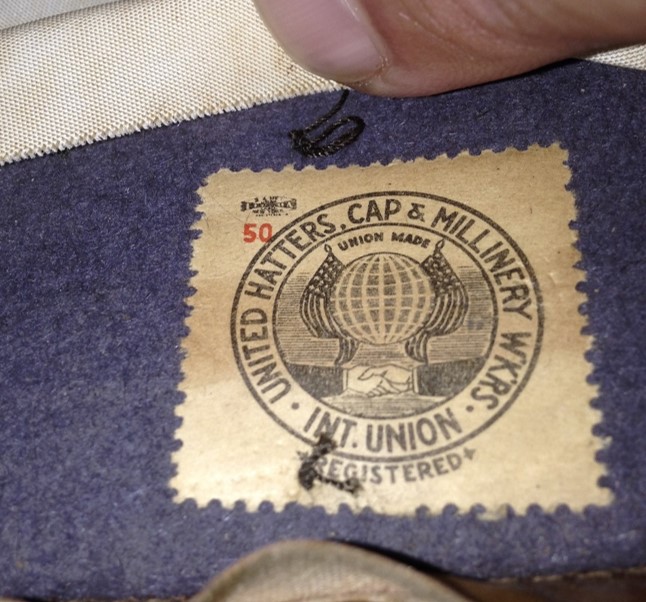 50
UNITED HATTERS, CAP & MILLINERY WK'RS.
UNION MADE
· INT. UNION ·
REGISTERED